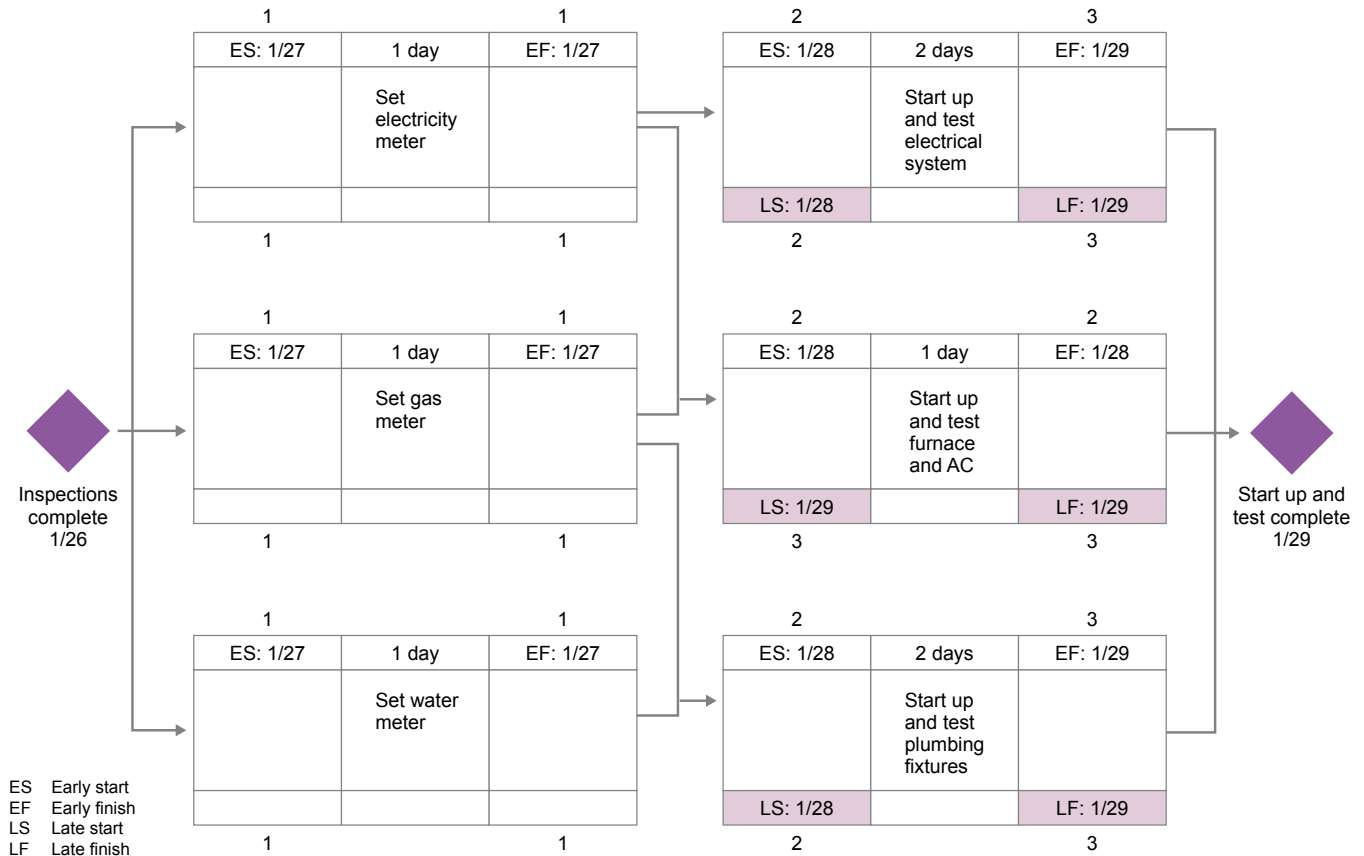 1 1 2 3
ES: 1/27 1 day EF: 1/27 ES: 1/28 2 days EF: 1/29
Set
electricity
meter
Start up
and test
electrical
system
LS: 1/28 LF: 1/29
1 1 2 3
1 1 2 2
ES: 1/27 1 day EF: 1/27 ES: 1/28 1 day EF: 1/28
Set gas
meter
Start up
and test
furnace
and AC
Inspections
complete
1/26
Start up and
test complete
1/29
LS: 1/29 LF: 1/29
1 1 3 3
1 1 2 3
ES: 1/27 1 day EF: 1/27 ES: 1/28 2 days EF: 1/29
Set water
meter
Start up
and test
plumbing
fixtures
LS: 1/28 LF: 1/29
1 1 2 3
ES Early start
EF Early finish
LS Late start
LF Late finish